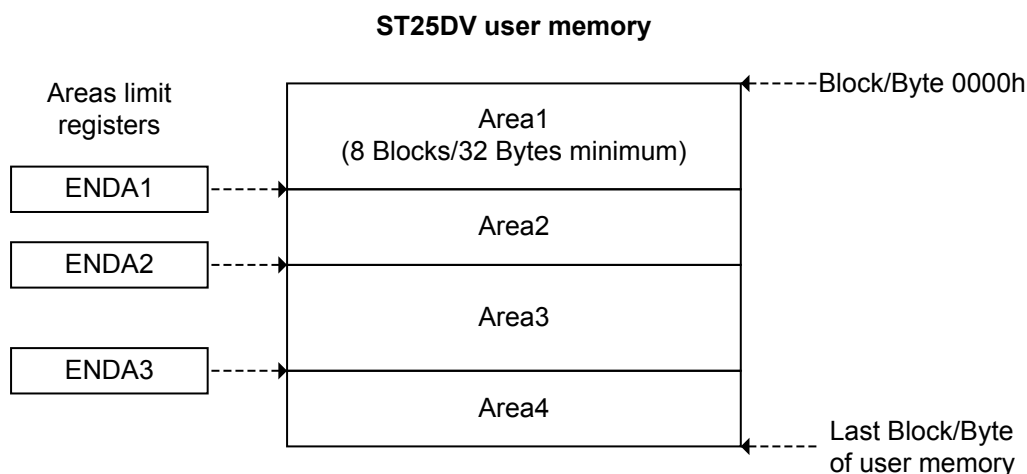 ST25DV user memory
Areas limit
registers
Block/Byte 0000h
Area1
(8 Blocks/32 Bytes minimum)
ENDA1
Area2
ENDA2
Area3
ENDA3
Area4
Last Block/Byte
of user memory